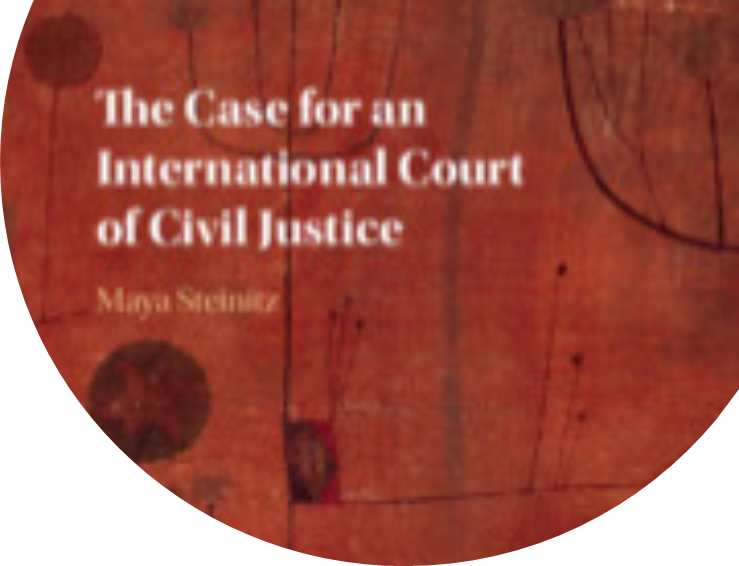 The Case for an
International Court
of Civil Justice
Maya Steinitz